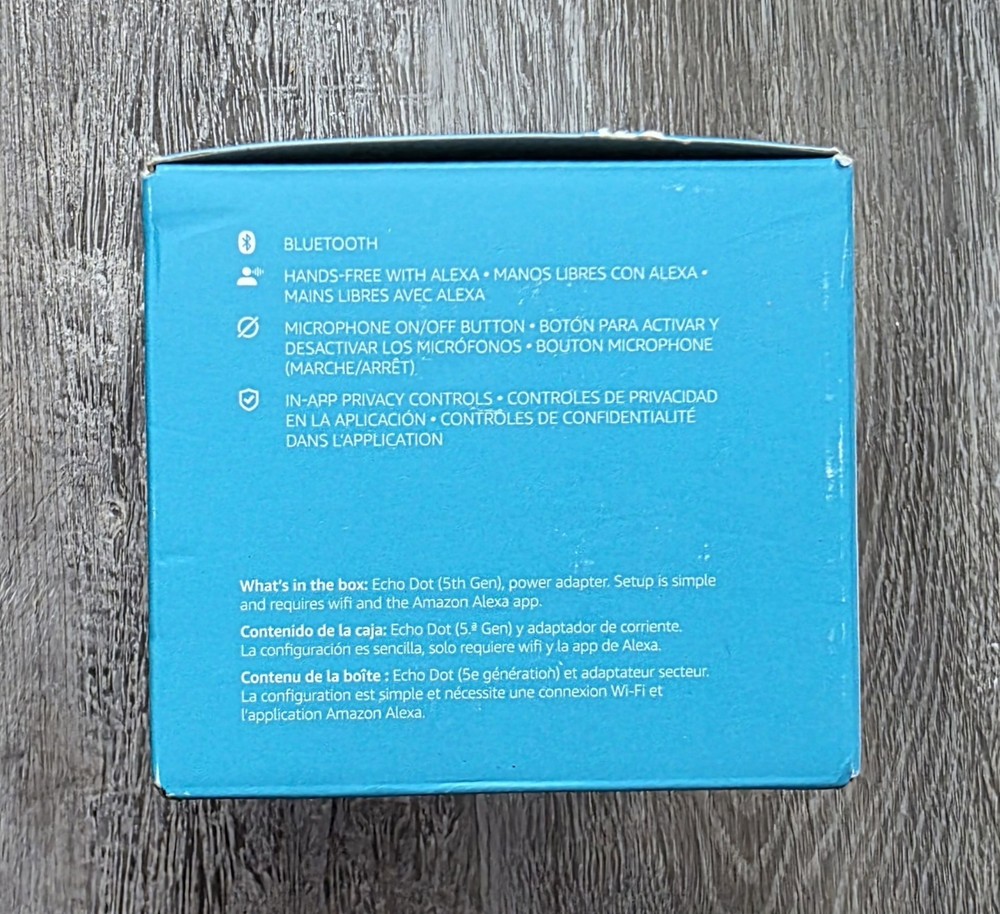 BLUETOOTH
HANDS-FREE WITH ALEXA • MANOS LIBRES CON ALEXA •
MAINS LIBRES AVEC ALEXA
MICROPHONE ON/OFF BUTTON • BOTÓN PARA ACTIVAR Y
DESACTIVAR LOS MICRÓFONOS • BOUTON MICROPHONE
(MARCHE/ARRÊT)
IN-APP PRIVACY CONTROLS • CONTROLES DE PRIVACIDAD
EN LA APLICACIÓN • CONTRÔLES DE CONFIDENTIALITÉ
DANS L'APPLICATION
What's in the box: Echo Dot (5th Gen), power adapter. Setup is simple
and requires wifi and the Amazon Alexa app.
Contenido de la caja: Echo Dot (5.ª Gen) y adaptador de corriente.
La configuración es sencilla, solo requiere wifi y la app de Alexa.
Contenu de la boîte : Echo Dot (5e génération) et adaptateur secteur.
La configuration est simple et nécessite une connexion Wi-Fi et
l'application Amazon Alexa.